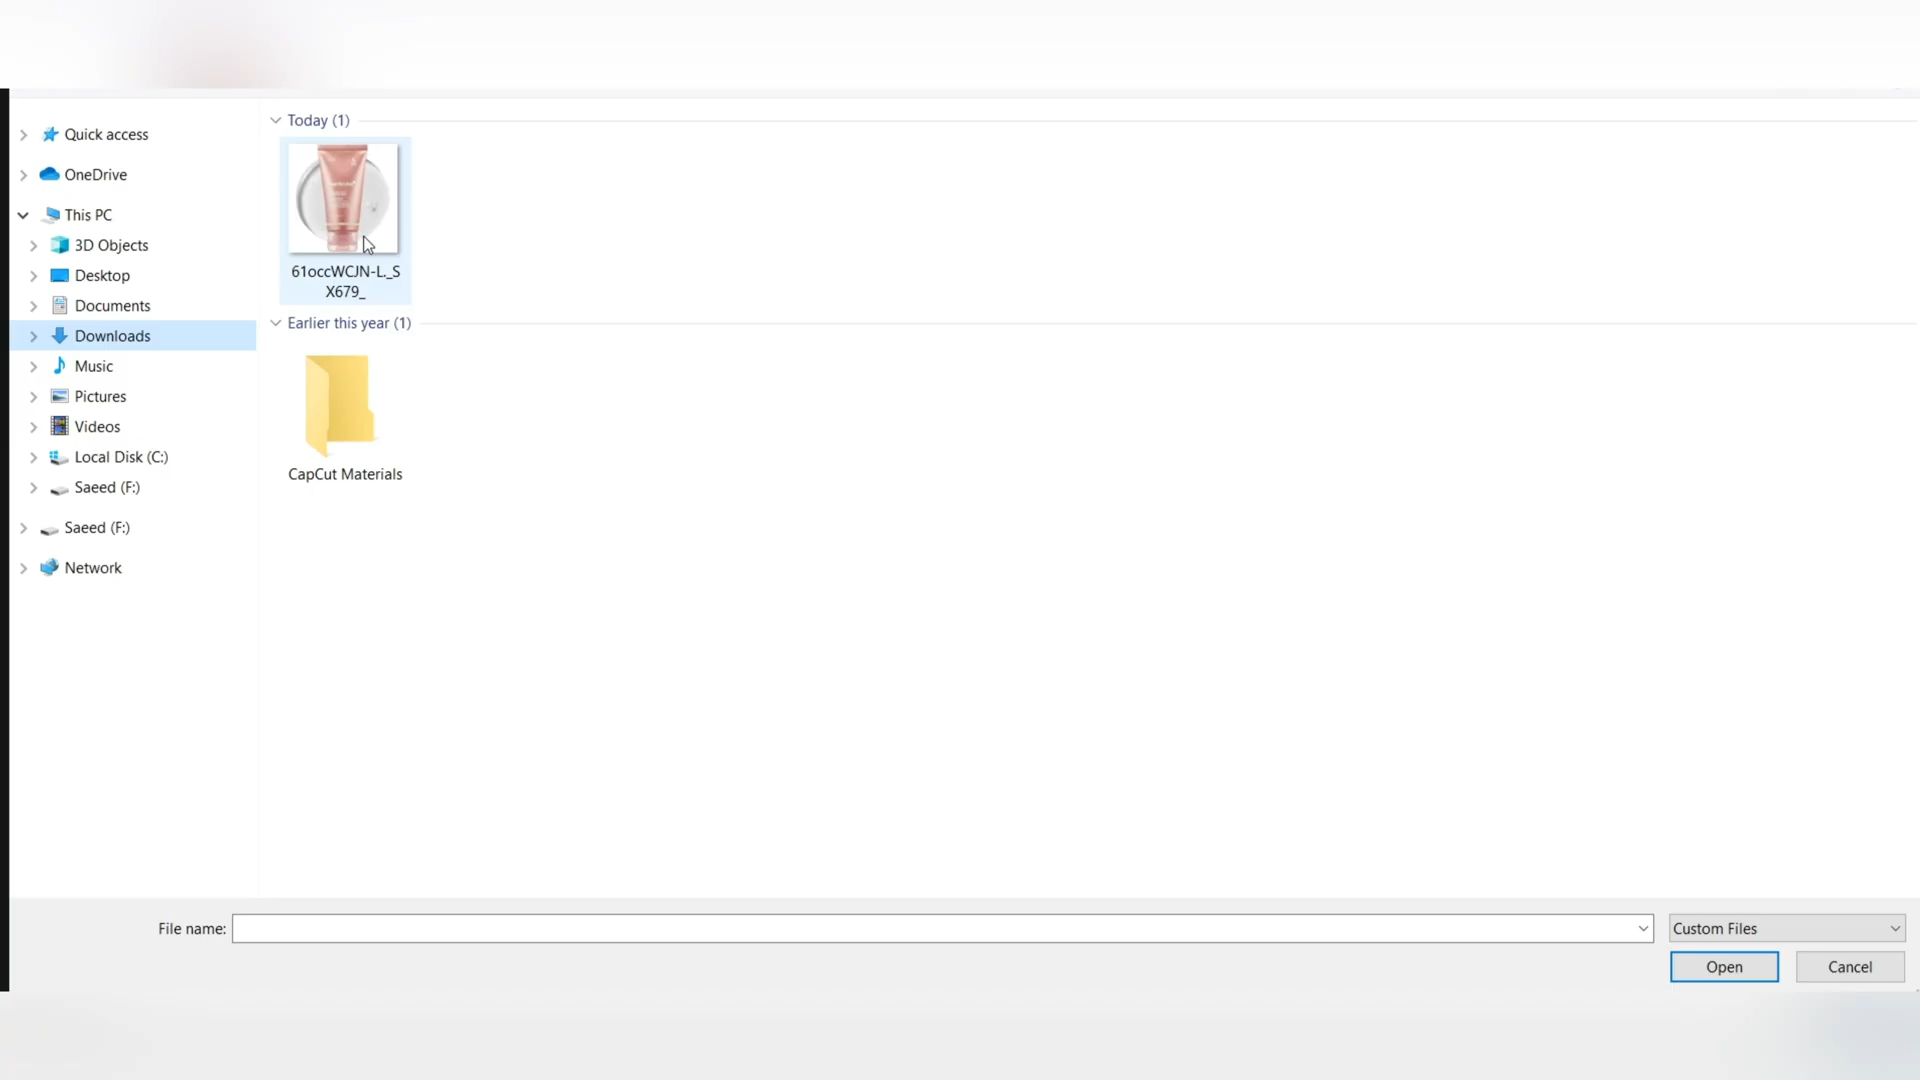 Quick access
OneDrive
This PC
3D Objects
Desktop
Documents
Downloads
Music
Pictures
Videos
Local Disk (C:)
Saeed (F:)
Saeed (F:)
Network
Today (1)
61occWCJN-L._S
X679_
Earlier this year (1)
CapCut Materials
File name:
Custom Files
Open
Cancel